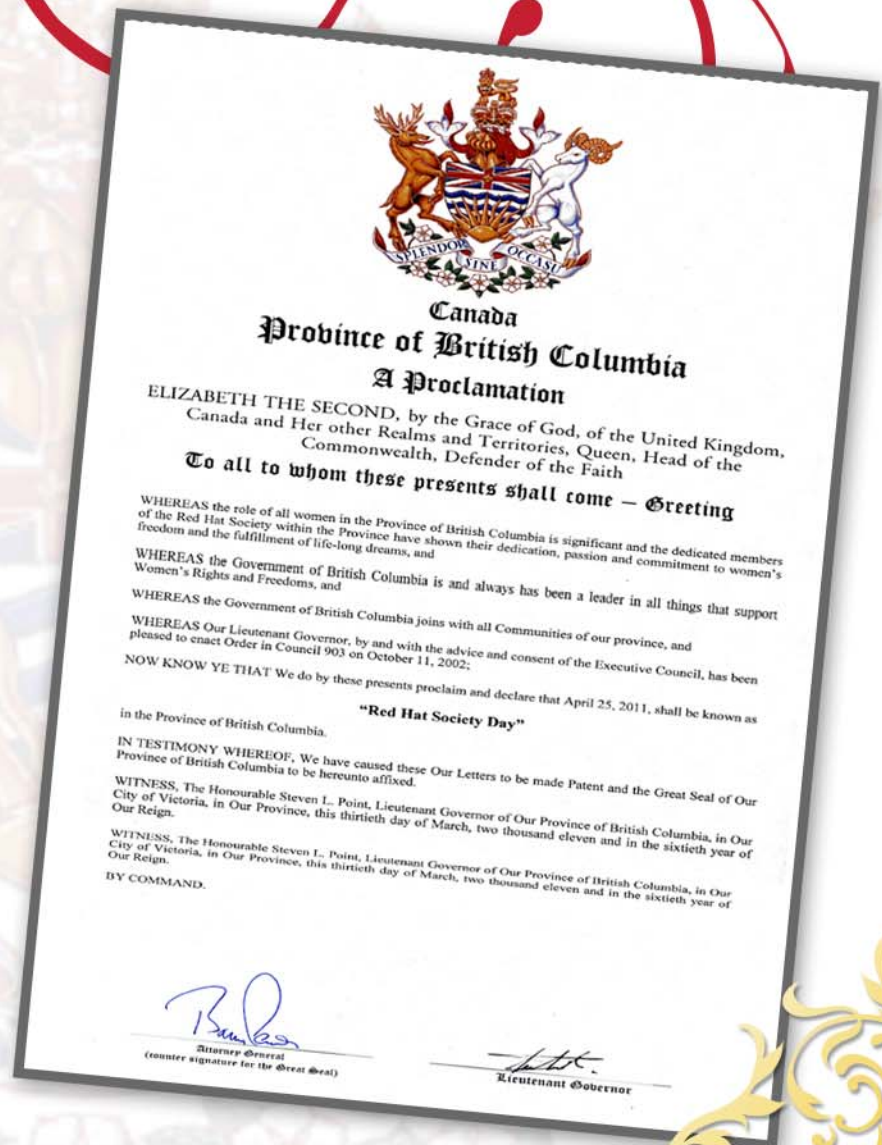 SPLENDOR SINE OCCASU
Canada
Province of British Columbia
A Proclamation
ELIZABETH THE SECOND, by the Grace of God, of the United Kingdom,
Canada and Her other Realms and Territories, Queen, Head of the
Commonwealth, Defender of the Faith
To all to whom these presents shall come – Greeting
WHEREAS the role of all women in the Province of British Columbia is significant and the dedicated members
of the Red Hat Society within the Province have shown their dedication, passion and commitment to women's
freedom and the fulfillment of life-long dreams, and
WHEREAS the Government of British Columbia is and always has been a leader in all things that support
Women's Rights and Freedoms, and
WHEREAS the Government of British Columbia joins with all Communities of our province, and
WHEREAS Our Lieutenant Governor, by and with the advice and consent of the Executive Council, has been
pleased to enact Order in Council 903 on October 11, 2002;
NOW KNOW YE THAT We do by these presents proclaim and declare that April 25, 2011, shall be known as
"Red Hat Society Day"
in the Province of British Columbia.
IN TESTIMONY WHEREOF, We have caused these Our Letters to be made Patent and the Great Seal of Our
Province of British Columbia to be hereunto affixed.
WITNESS, The Honourable Steven L. Point, Lieutenant Governor of Our Province of British Columbia, in Our
City of Victoria, in Our Province, this thirtieth day of March, two thousand eleven and in the sixtieth year of
Our Reign.
WITNESS, The Honourable Steven L. Point, Lieutenant Governor of Our Province of British Columbia, in Our
City of Victoria, in Our Province, this thirtieth day of March, two thousand eleven and in the sixtieth year of
Our Reign.
BY COMMAND.
Attorney General
(counter signature for the Great Seal)
Lieutenant Governor